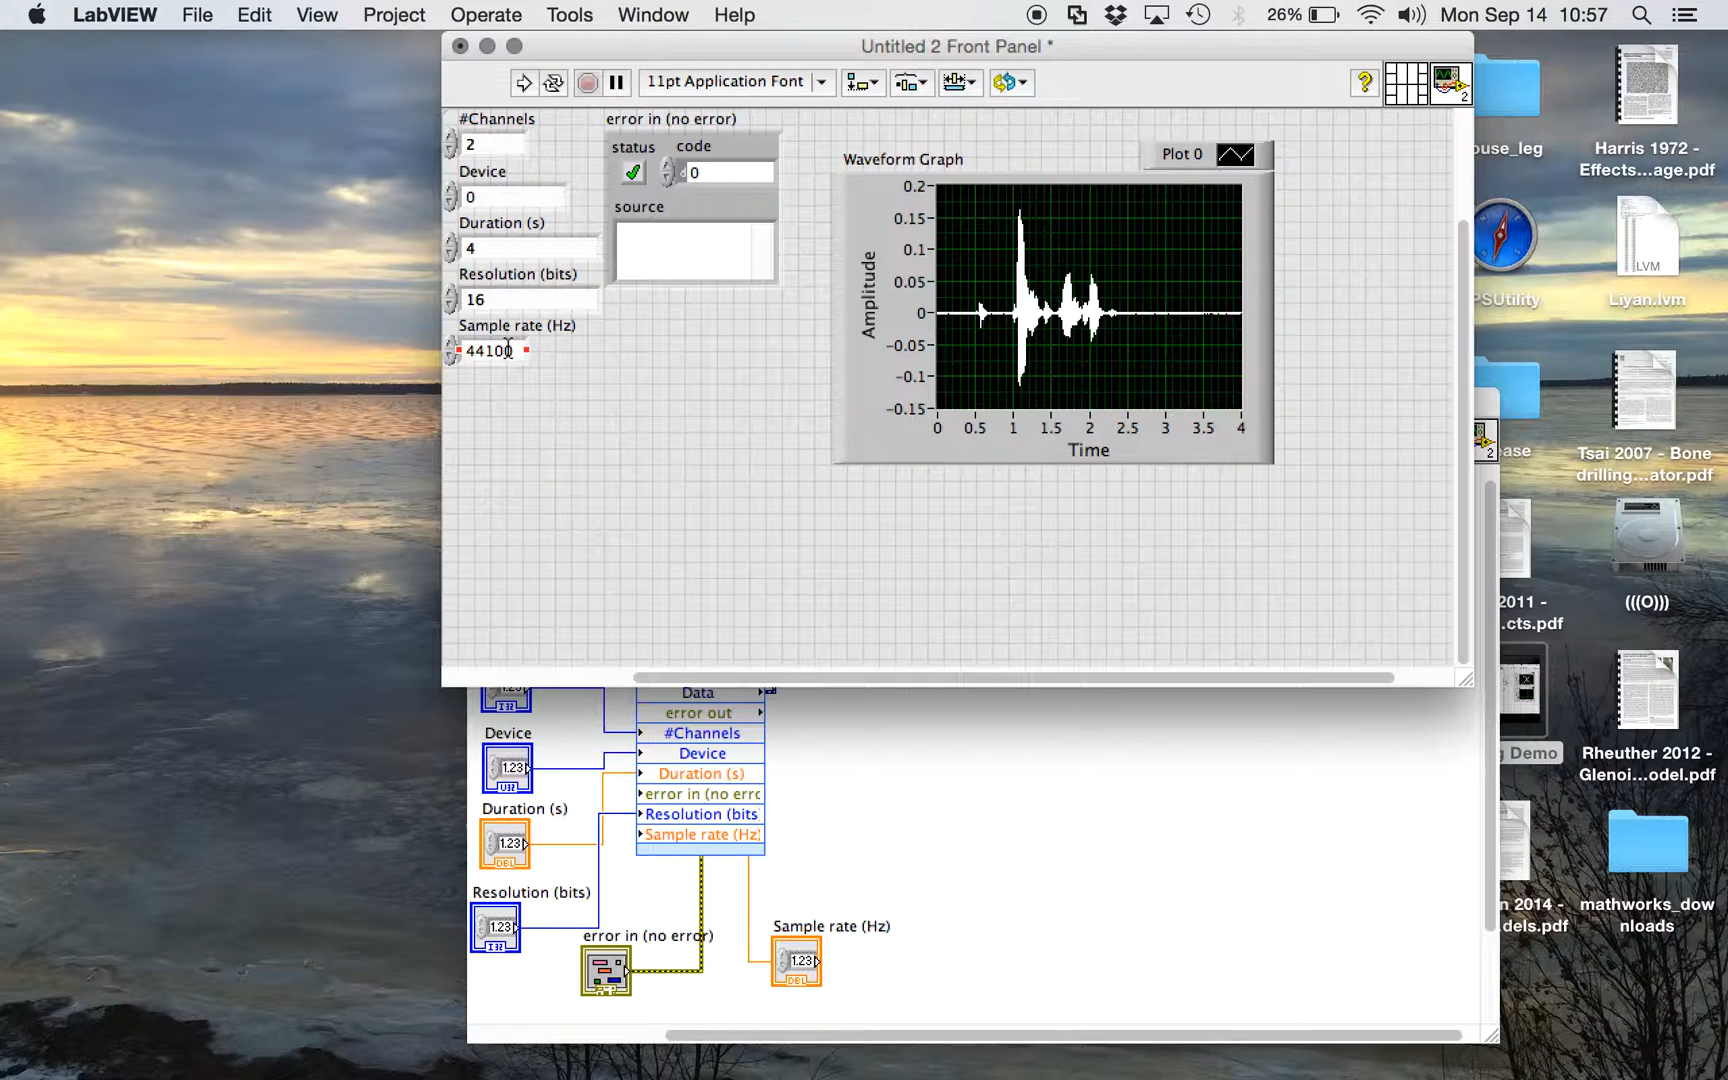 LabVIEW File Edit View Project Operate Tools Window Help 26% Mon Sep 14 10:57
Untitled 2 Front Panel *
11pt Application Font
2
#Channels
2
Device
0
Duration (s)
4
Resolution (bits)
16
Sample rate (Hz)
44100
error in (no error)
status
code
d 0
source
Waveform Graph
Plot 0
Amplitude
0.2
0.15
0.1
0.05
0
-0.05
-0.1
-0.15
0 0.5 1 1.5 2 2.5 3 3.5 4
Time
Data
error out
#Channels
Device
Duration (s)
error in (no erro
Resolution (bits
Sample rate (Hz)
I32
Device
1.23
U32
Duration (s)
1.23
DBL
Resolution (bits)
1.23
I32
error in (no error)
Sample rate (Hz)
1.23
DBL
2
ouse_leg
Harris 1972 -
Effects...age.pdf
PSUtility
LVM
Liyan.lvm
ease
Tsai 2007 - Bone
drilling...ator.pdf
2011 -
.cts.pdf
(((O)))
g Demo
Rheuther 2012 -
Glenoi...odel.pdf
n 2014 -
.dels.pdf
mathworks_dow
nloads